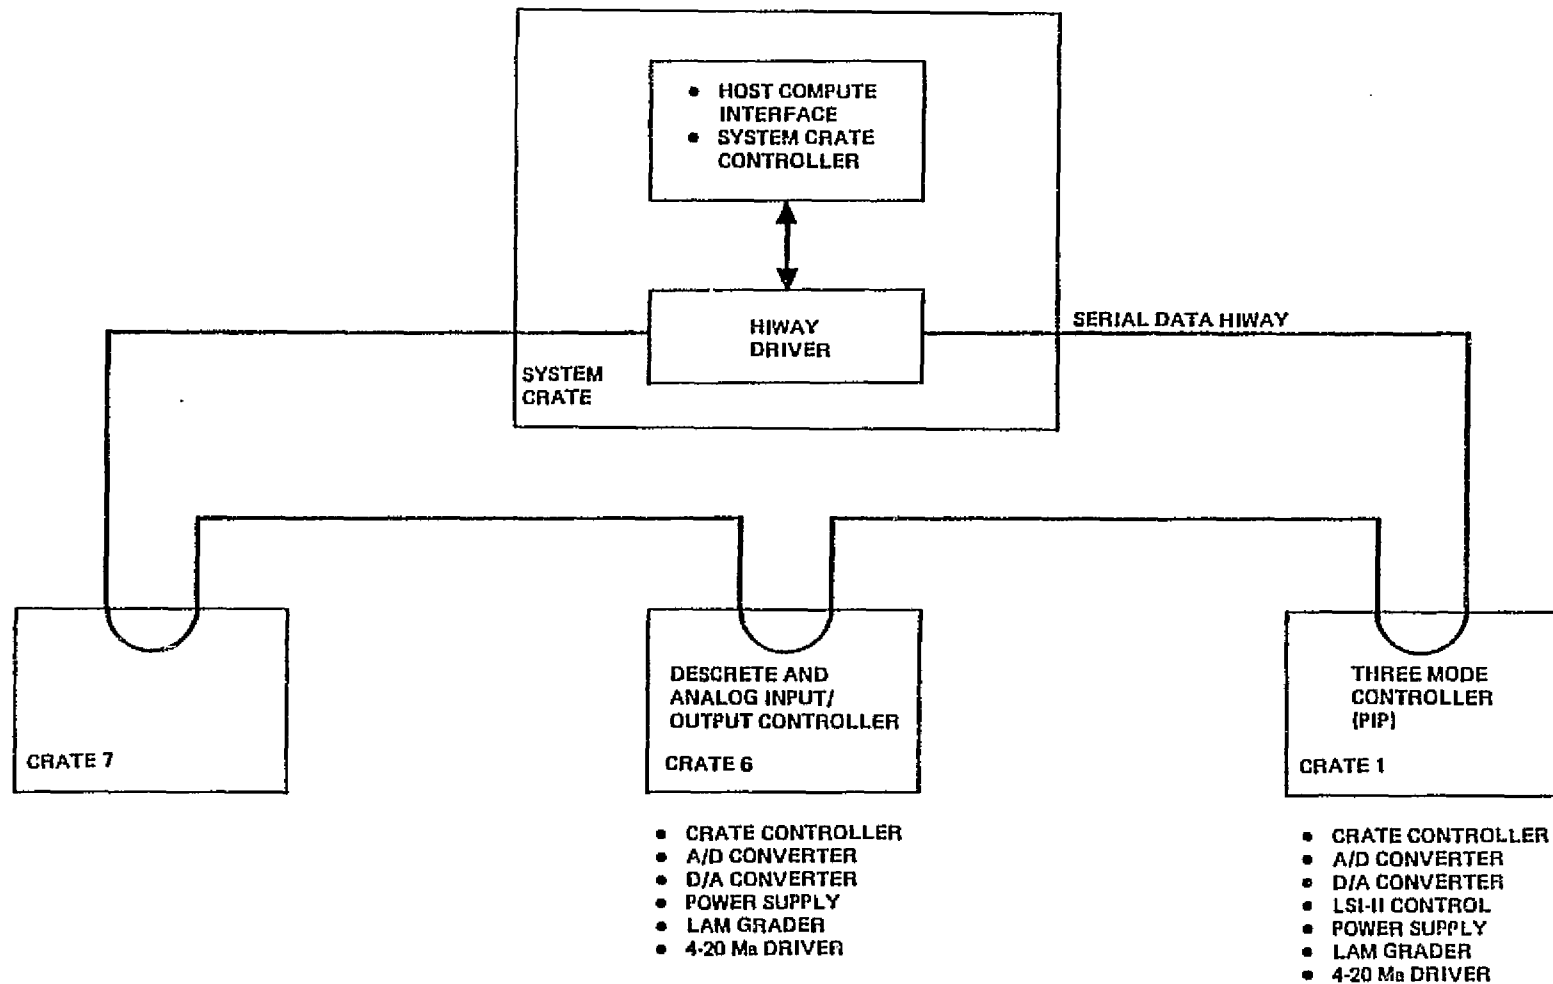 ● HOST COMPUTE
INTERFACE
● SYSTEM CRATE
CONTROLLER
HIWAY
DRIVER
SERIAL DATA HIWAY
SYSTEM
CRATE
CRATE 7
DESCRETE AND
ANALOG INPUT/
OUTPUT CONTROLLER
CRATE 6
● CRATE CONTROLLER
● A/D CONVERTER
● D/A CONVERTER
● POWER SUPPLY
● LAM GRADER
● 4-20 Ma DRIVER
THREE MODE
CONTROLLER
(PIP)
CRATE 1
● CRATE CONTROLLER
● A/D CONVERTER
● D/A CONVERTER
● LSI-II CONTROL
● POWER SUPPLY
● LAM GRADER
● 4-20 Ma DRIVER